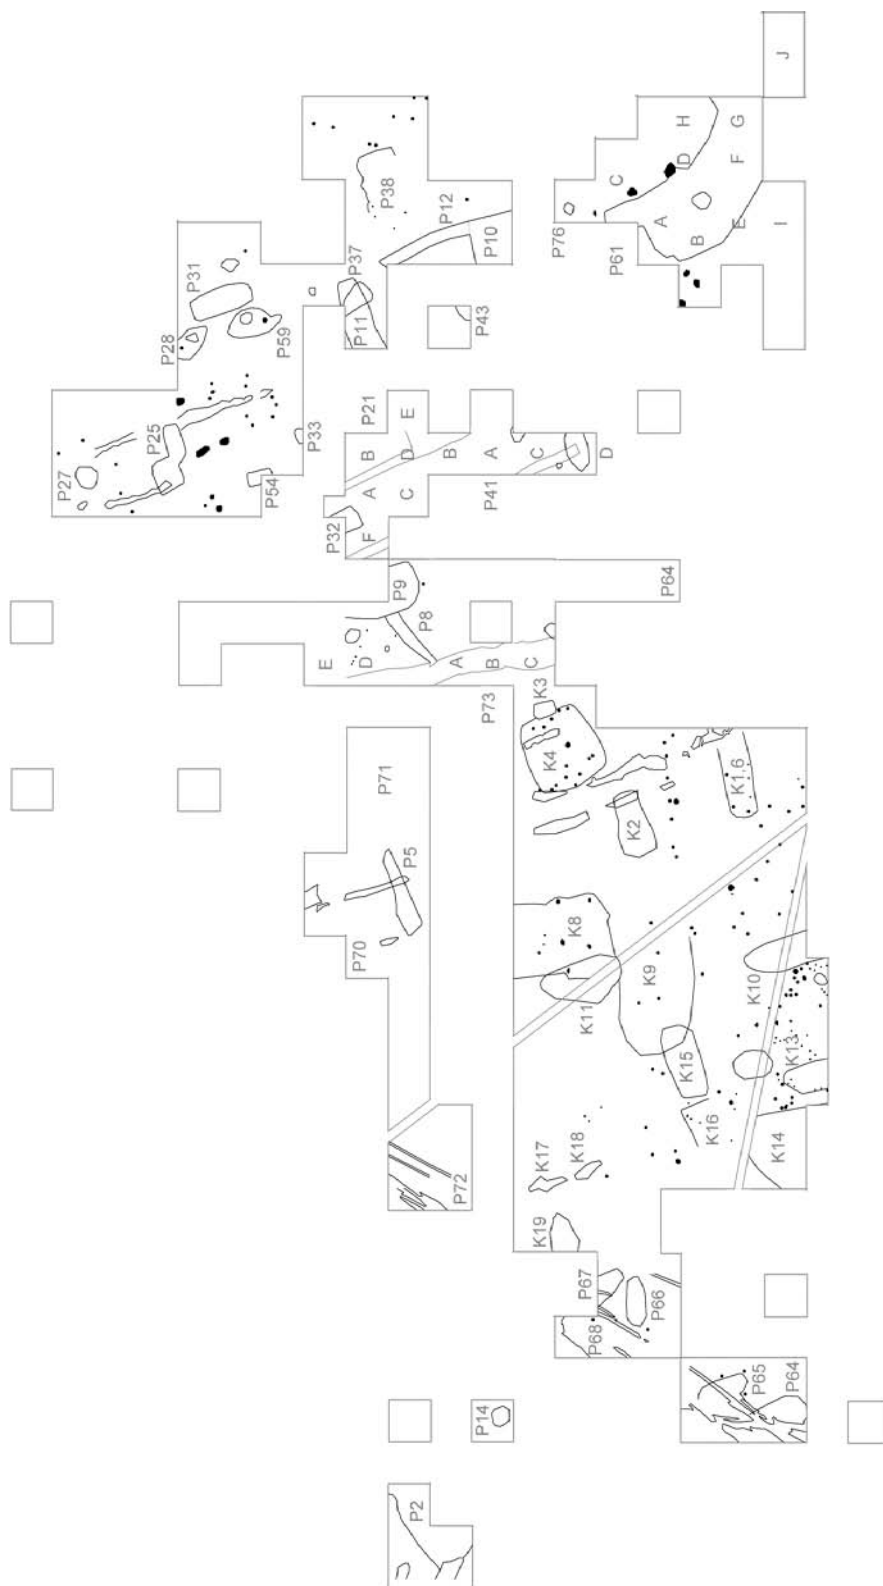 J
H
G
D
F
C
A
B
E
I
P76
P61
P38
P12
P10
P37
P11
P43
P31
P28
P59
P25
P27
P54
P33
P21
B
E
D
B
A
C
A
C
D
P41
P32
F
P9
P8
P64
E
D
A
B
C
P73
K3
K4
K2
K1,6
P71
P5
P70
K8
K9
K11
K10
K15
K13
K16
K14
K17
K18
K19
P72
P67
P66
P68
P65
P64
P14
P2